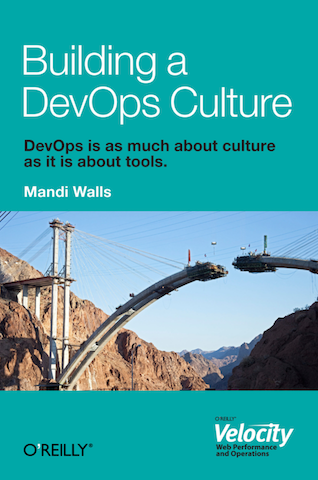 Building a
DevOps Culture
DevOps is as much about culture
as it is about tools.
Mandi Walls
O'REILLY®
O'REILLY®
Velocity
Web Performance
and Operations